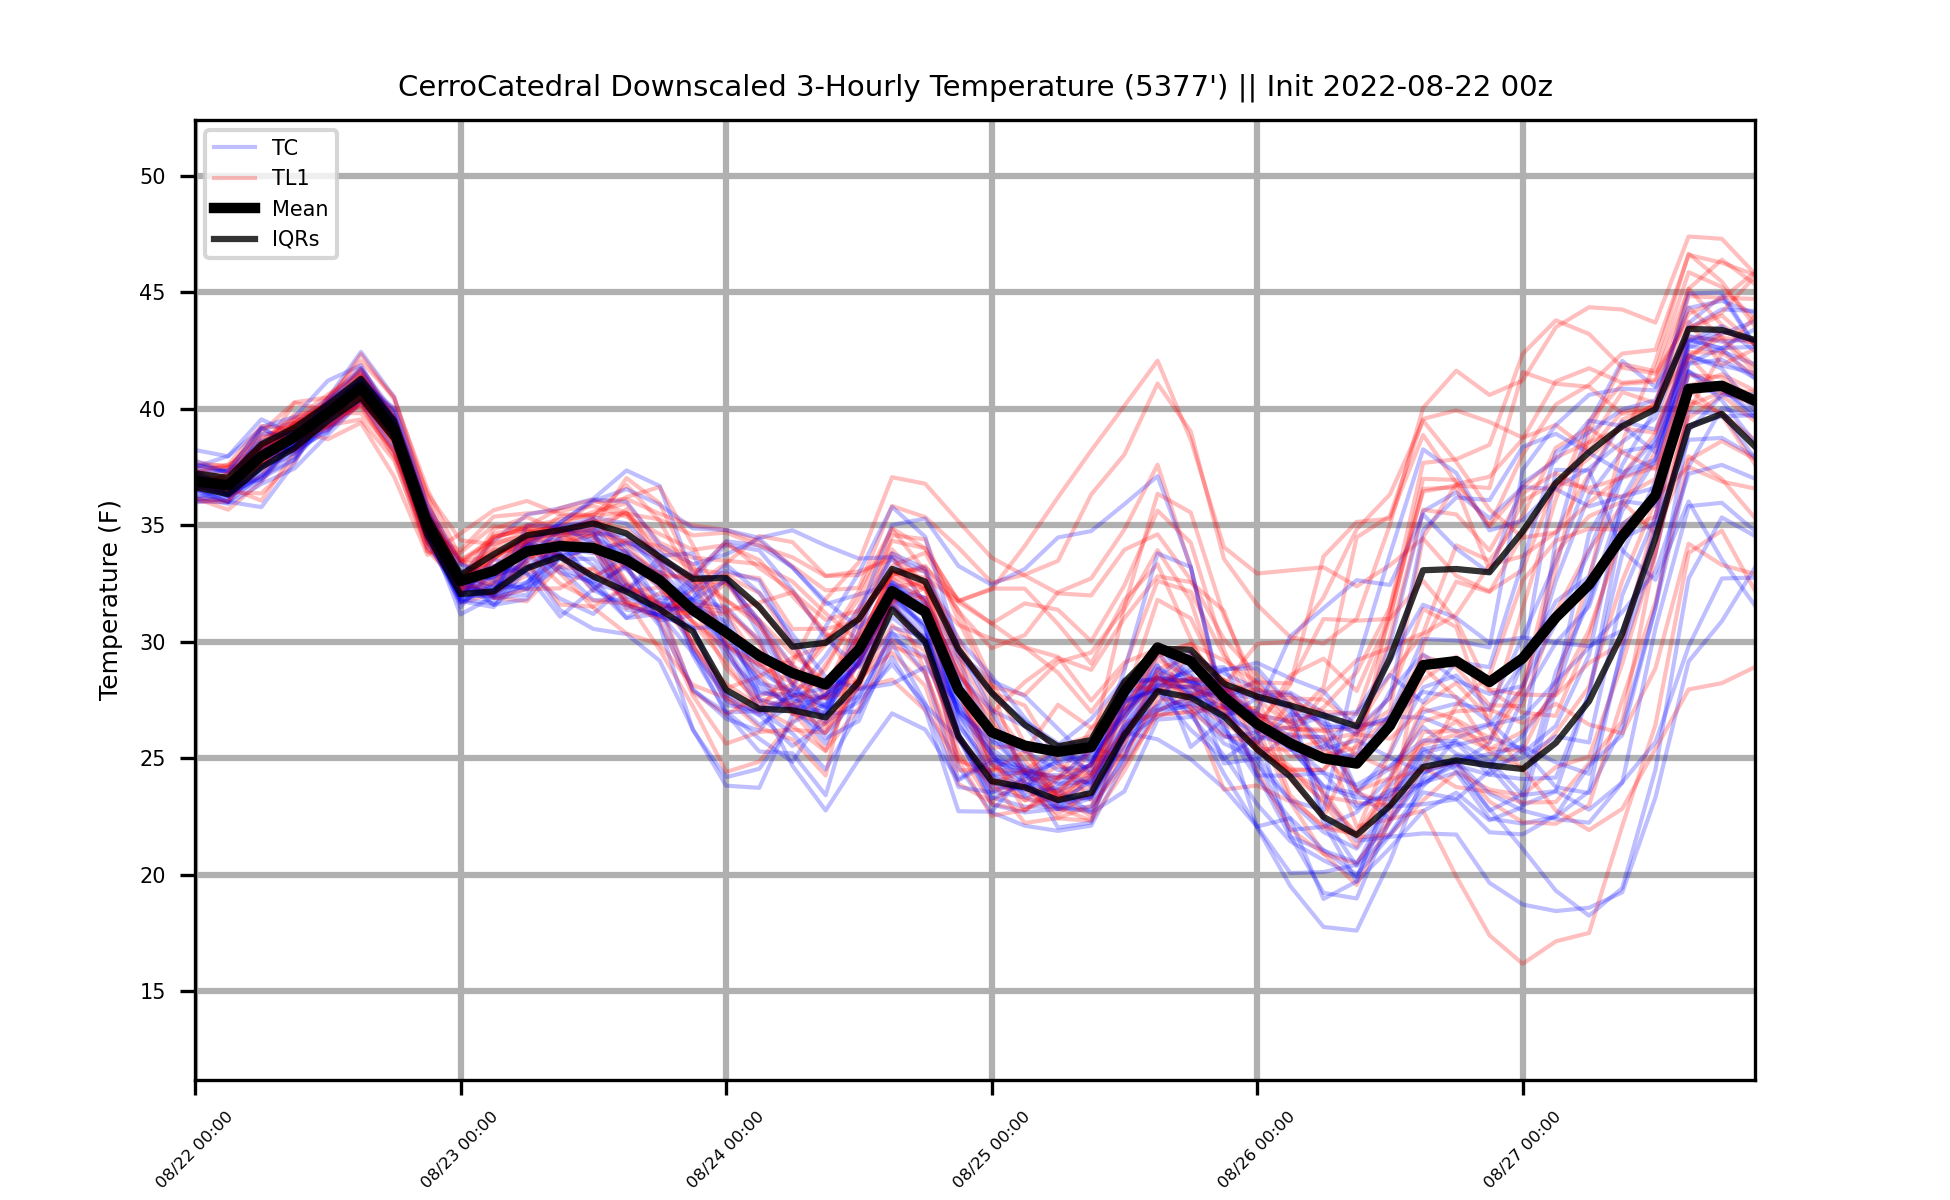 CerroCatedral Downscaled 3-Hourly Temperature (5377') || Init 2022-08-22 00z
TC
TL1
Mean
IQRs
Temperature (F)
50
45
40
35
30
25
20
15
08/22 00:00
08/23 00:00
08/24 00:00
08/25 00:00
08/26 00:00
08/27 00:00